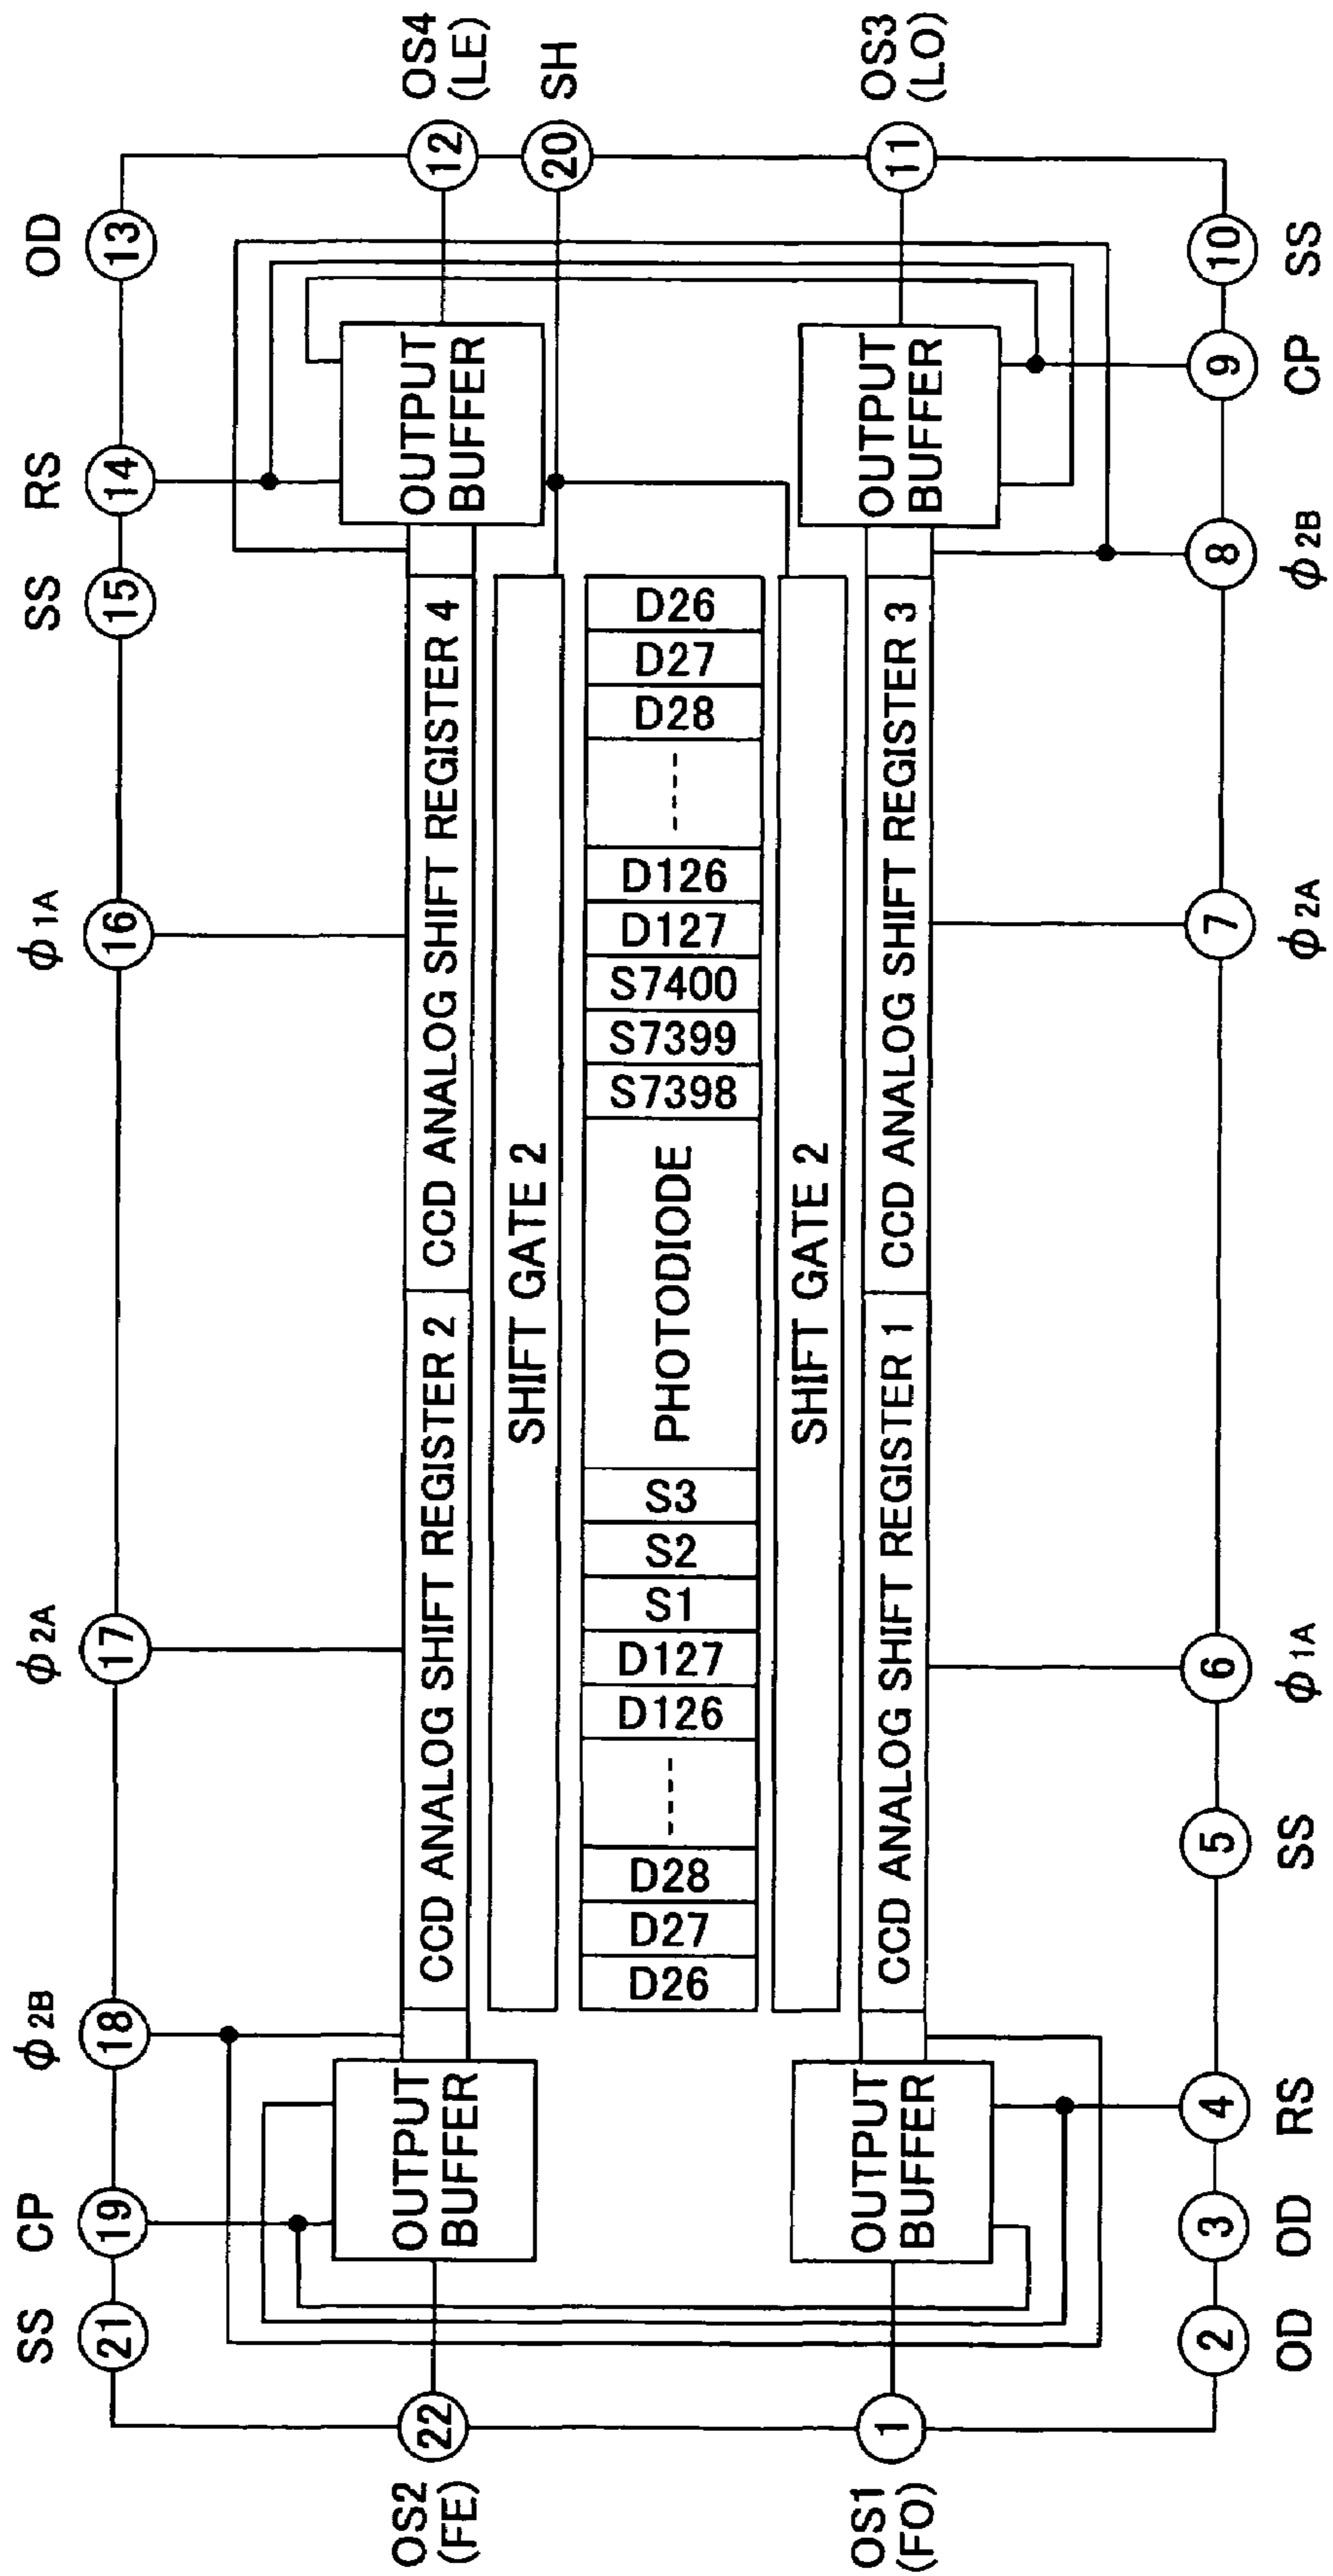 SS CP ϕ2B ϕ2A ϕ1A SS RS OD
21 19 18 17 16 15 14 13
OS2
(FE)
22
OUTPUT
BUFFER
CCD ANALOG SHIFT REGISTER 2
CCD ANALOG SHIFT REGISTER 4
OUTPUT
BUFFER
12
OS4
(LE)
SHIFT GATE 2
20
SH
D26 D27 D28 ----- D126 D127 S1 S2 S3 PHOTODIODE S7398 S7399 S7400 D127 D126 ----- D28 D27 D26
SHIFT GATE 2
OS1
(FO)
1
OUTPUT
BUFFER
CCD ANALOG SHIFT REGISTER 1
CCD ANALOG SHIFT REGISTER 3
OUTPUT
BUFFER
11
OS3
(LO)
2 3 4 5 6 7 8 9 10
OD OD RS SS ϕ1A ϕ2A ϕ2B CP SS